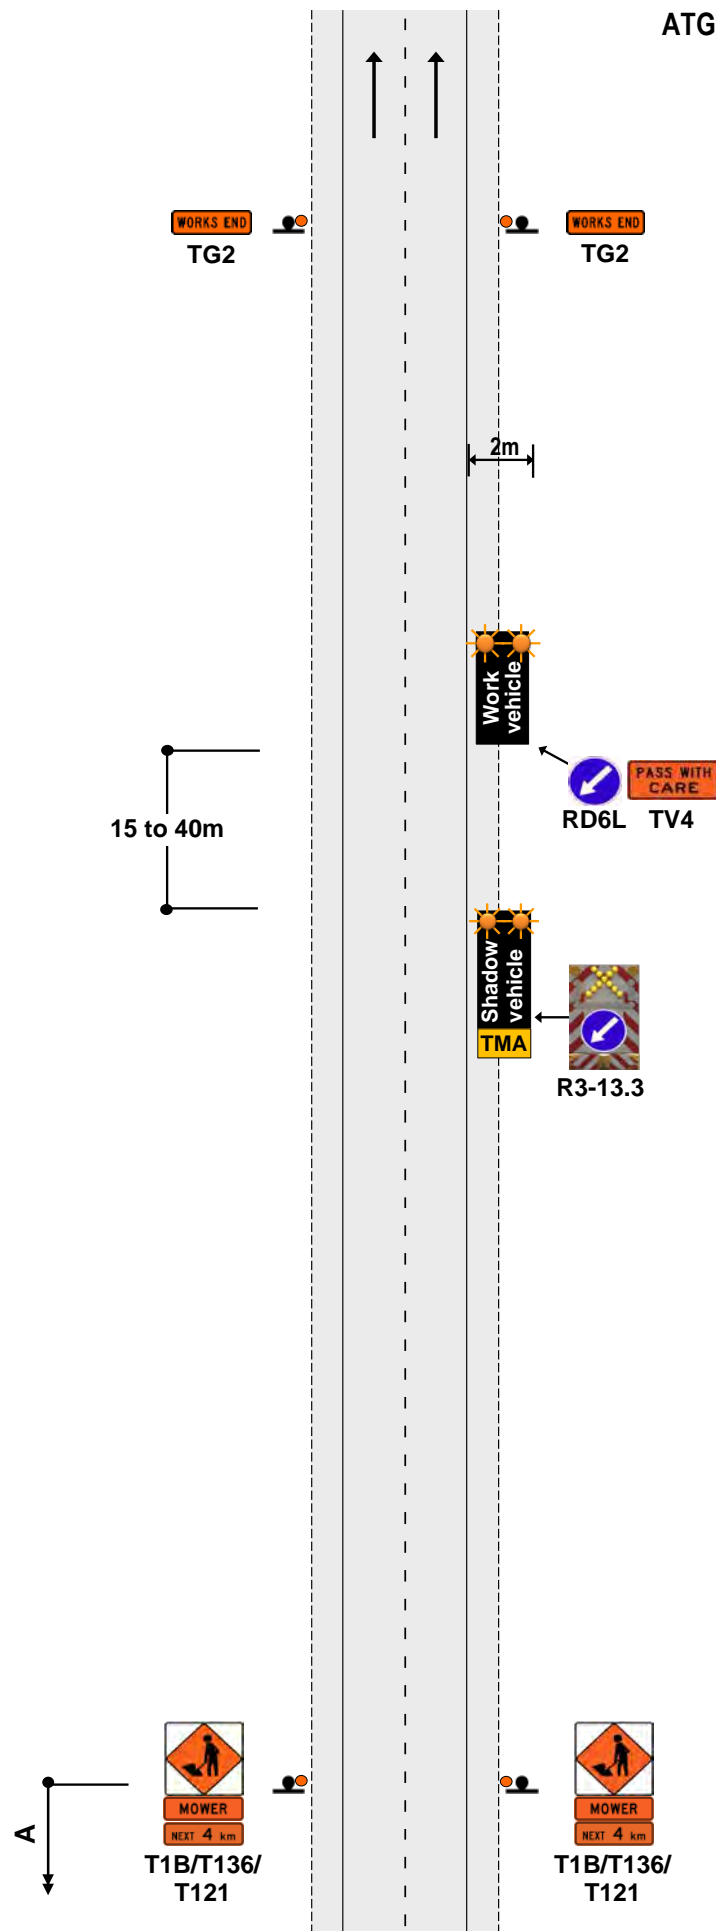 ATG
WORKS END
TG2
WORKS END
TG2
2m
Work
vehicle
PASS WITH
CARE
RD6L TV4
15 to 40m
Shadow
vehicle
TMA
R3-13.3
MOWER
NEXT 4 km
T1B/T136/
T121
MOWER
NEXT 4 km
T1B/T136/
T121
A